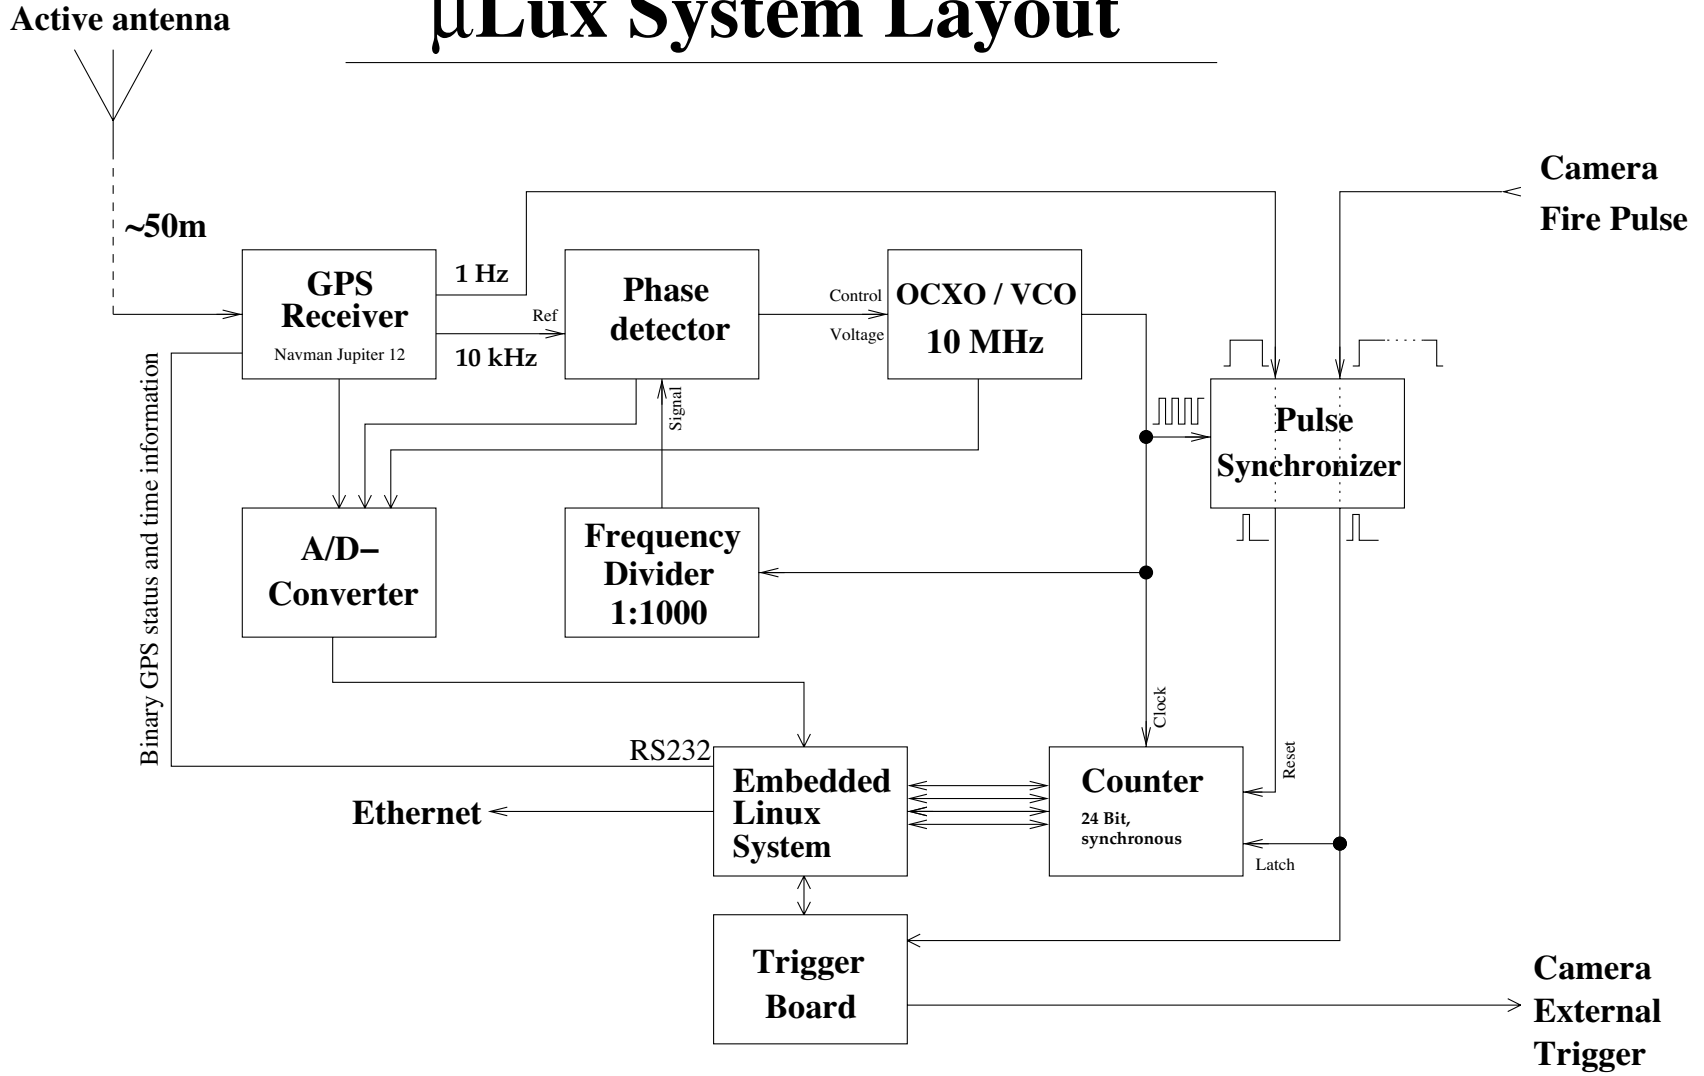 μLux System Layout
Active antenna
~50m
Camera
Fire Pulse
GPS
Receiver
Navman Jupiter 12
1 Hz
10 kHz
Ref
Phase
detector
Control
Voltage
OCXO / VCO
10 MHz
Signal
Pulse
Synchronizer
Binary GPS status and time information
A/D–
Converter
Frequency
Divider
1:1000
Clock
Reset
RS232
Embedded
Linux
System
Ethernet
Counter
24 Bit,
synchronous
Latch
Trigger
Board
Camera
External
Trigger